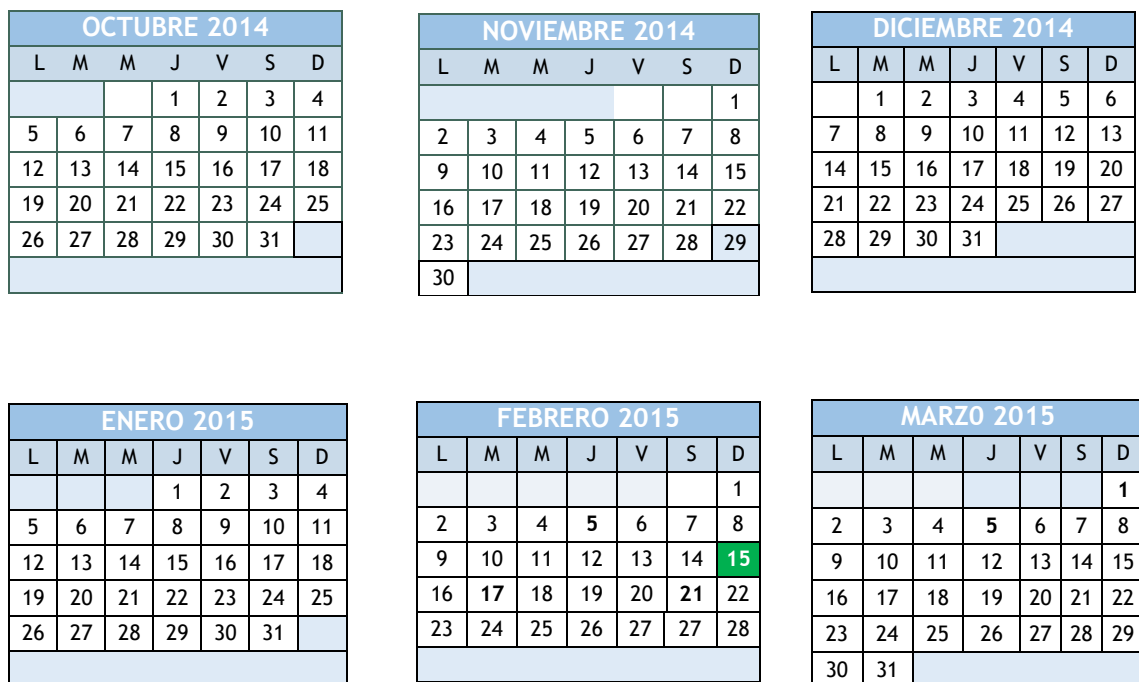 OCTUBRE 2014
L M M J V S D
1 2 3 4
5 6 7 8 9 10 11
12 13 14 15 16 17 18
19 20 21 22 23 24 25
26 27 28 29 30 31
NOVIEMBRE 2014
L M M J V S D
1
2 3 4 5 6 7 8
9 10 11 12 13 14 15
16 17 18 19 20 21 22
23 24 25 26 27 28 29
30
DICIEMBRE 2014
L M M J V S D
1 2 3 4 5 6
7 8 9 10 11 12 13
14 15 16 17 18 19 20
21 22 23 24 25 26 27
28 29 30 31
ENERO 2015
L M M J V S D
1 2 3 4
5 6 7 8 9 10 11
12 13 14 15 16 17 18
19 20 21 22 23 24 25
26 27 28 29 30 31
FEBRERO 2015
L M M J V S D
1
2 3 4 5 6 7 8
9 10 11 12 13 14 15
16 17 18 19 20 21 22
23 24 25 26 27 27 28
MARZ0 2015
L M M J V S D
1
2 3 4 5 6 7 8
9 10 11 12 13 14 15
16 17 18 19 20 21 22
23 24 25 26 27 28 29
30 31